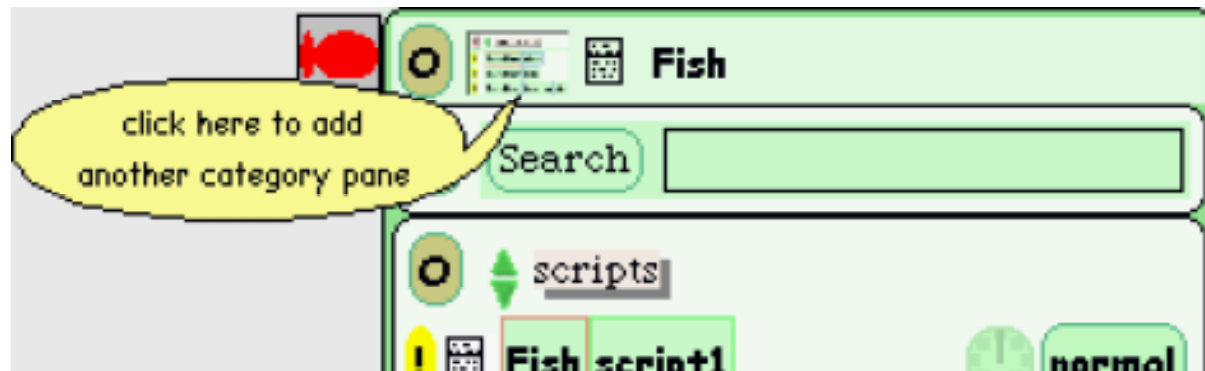 O Fish
click here to add
another category pane
Search
O scripts
! Fish script1 normal